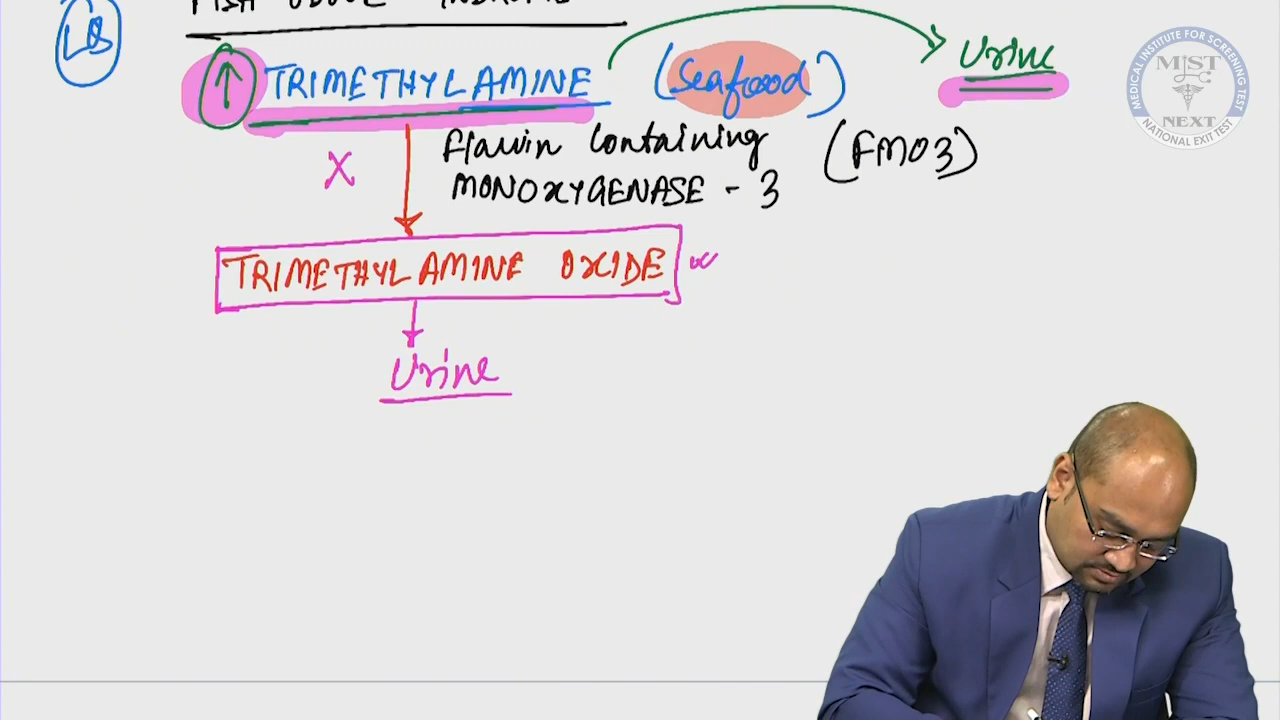 ↑ TRIMETHYLAMINE (Seafood) Urine
X Flavin Containing (FMO3)
MONOXYGENASE - 3
TRIMETHYLAMINE OXIDE
Urine
MEDICAL INSTITUTE FOR SCREENING TEST
MIST
NEXT
NATIONAL EXIT TEST